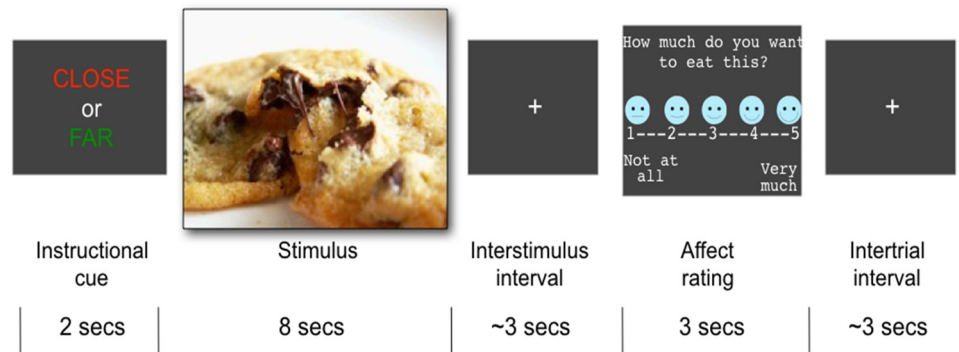 CLOSE
or
FAR
+
How much do you want
to eat this?
1---2---3---4---5
Not at
all
Very
much
+
Instructional
cue
Stimulus
Interstimulus
interval
Affect
rating
Intertrial
interval
2 secs
8 secs
~3 secs
3 secs
~3 secs